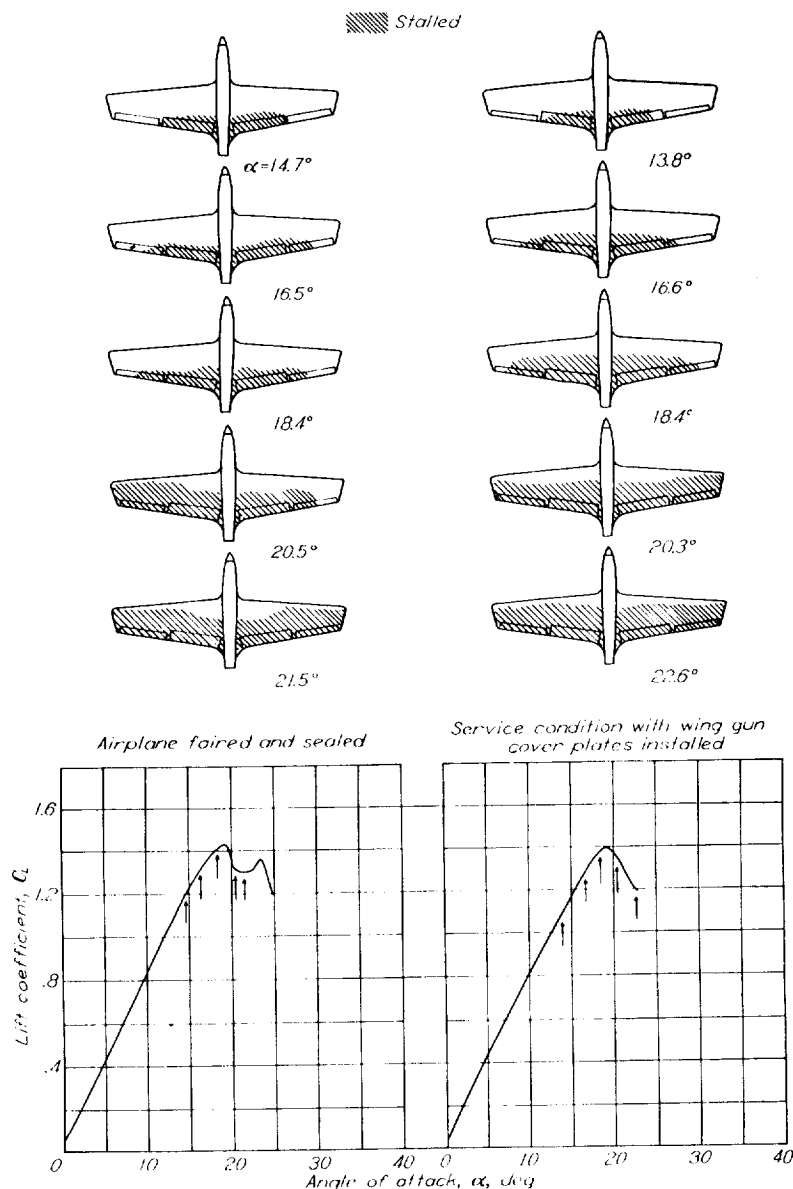 Stalled
α=14.7°
13.8°
16.5°
16.6°
18.4°
18.4°
20.5°
20.3°
21.5°
22.6°
Airplane faired and sealed
Service condition with wing gun
cover plates installed
1.6
1.2
.8
.4
Lift coefficient, C_L
0 10 20 30 40 0 10 20 30 40
Angle of attack, α, deg